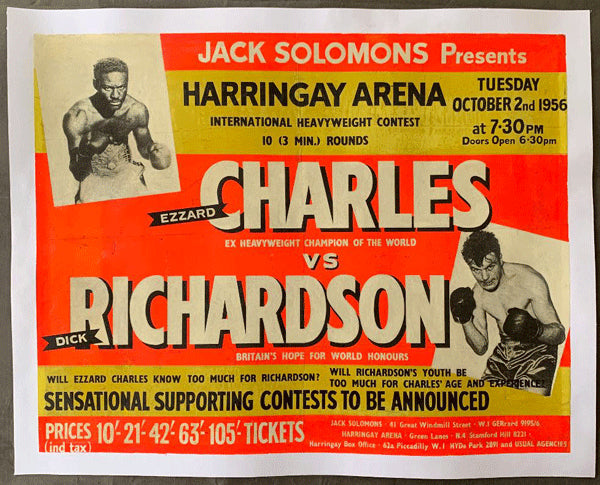 JACK SOLOMONS Presents
HARRINGAY ARENA
INTERNATIONAL HEAVYWEIGHT CONTEST
10 (3 MIN.) ROUNDS
TUESDAY
OCTOBER 2nd 1956
at 7·30 PM
Doors Open 6·30pm
EZZARD CHARLES
EX HEAVYWEIGHT CHAMPION OF THE WORLD
VS
DICK RICHARDSON
BRITAIN'S HOPE FOR WORLD HONOURS
WILL EZZARD CHARLES KNOW TOO MUCH FOR RICHARDSON?
WILL RICHARDSON'S YOUTH BE
TOO MUCH FOR CHARLES' AGE AND EXPERIENCE?
SENSATIONAL SUPPORTING CONTESTS TO BE ANNOUNCED
PRICES 10'- 21'- 42'- 63'- 105'- TICKETS
(ind tax)
JACK SOLOMONS · 41 Great Windmill Street · W.1 GERrard 9195/6
HARRINGAY ARENA · Green Lanes · N.4 Stamford Hill 8221 ·
Harringay Box Office · 62a Piccadilly W.1 HYDe Park 2891 and USUAL AGENCIES